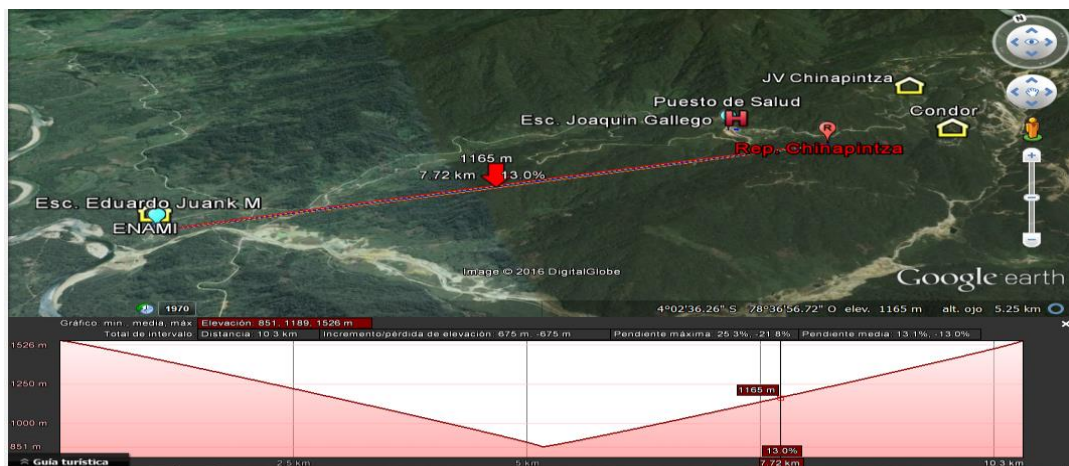 N
JV Chinapintza
Puesto de Salud
Condor
Esc. Joaquin Gallego
H
R
Rep. Chinapintza
1165 m
7.72 km 13.0%
Esc. Eduardo Juank M
ENAMI
Image © 2016 DigitalGlobe
Google earth
1970
4°02'36.26" S 78°36'56.72" O elev. 1165 m alt. ojo 5.25 km
Gráfico: min., media, máx. Elevación: 851, 1189, 1526 m
Total de intervalo: Distancia: 10.3 km Incremento/pérdida de elevación: 675 m, -675 m Pendiente máxima: 25.3%, -21.8% Pendiente media: 13.1%, -13.0%
1526 m
1250 m
1165 m
1000 m
851 m
13.0%
Guía turística
2.5 km 5 km 7.72 km 10.3 km